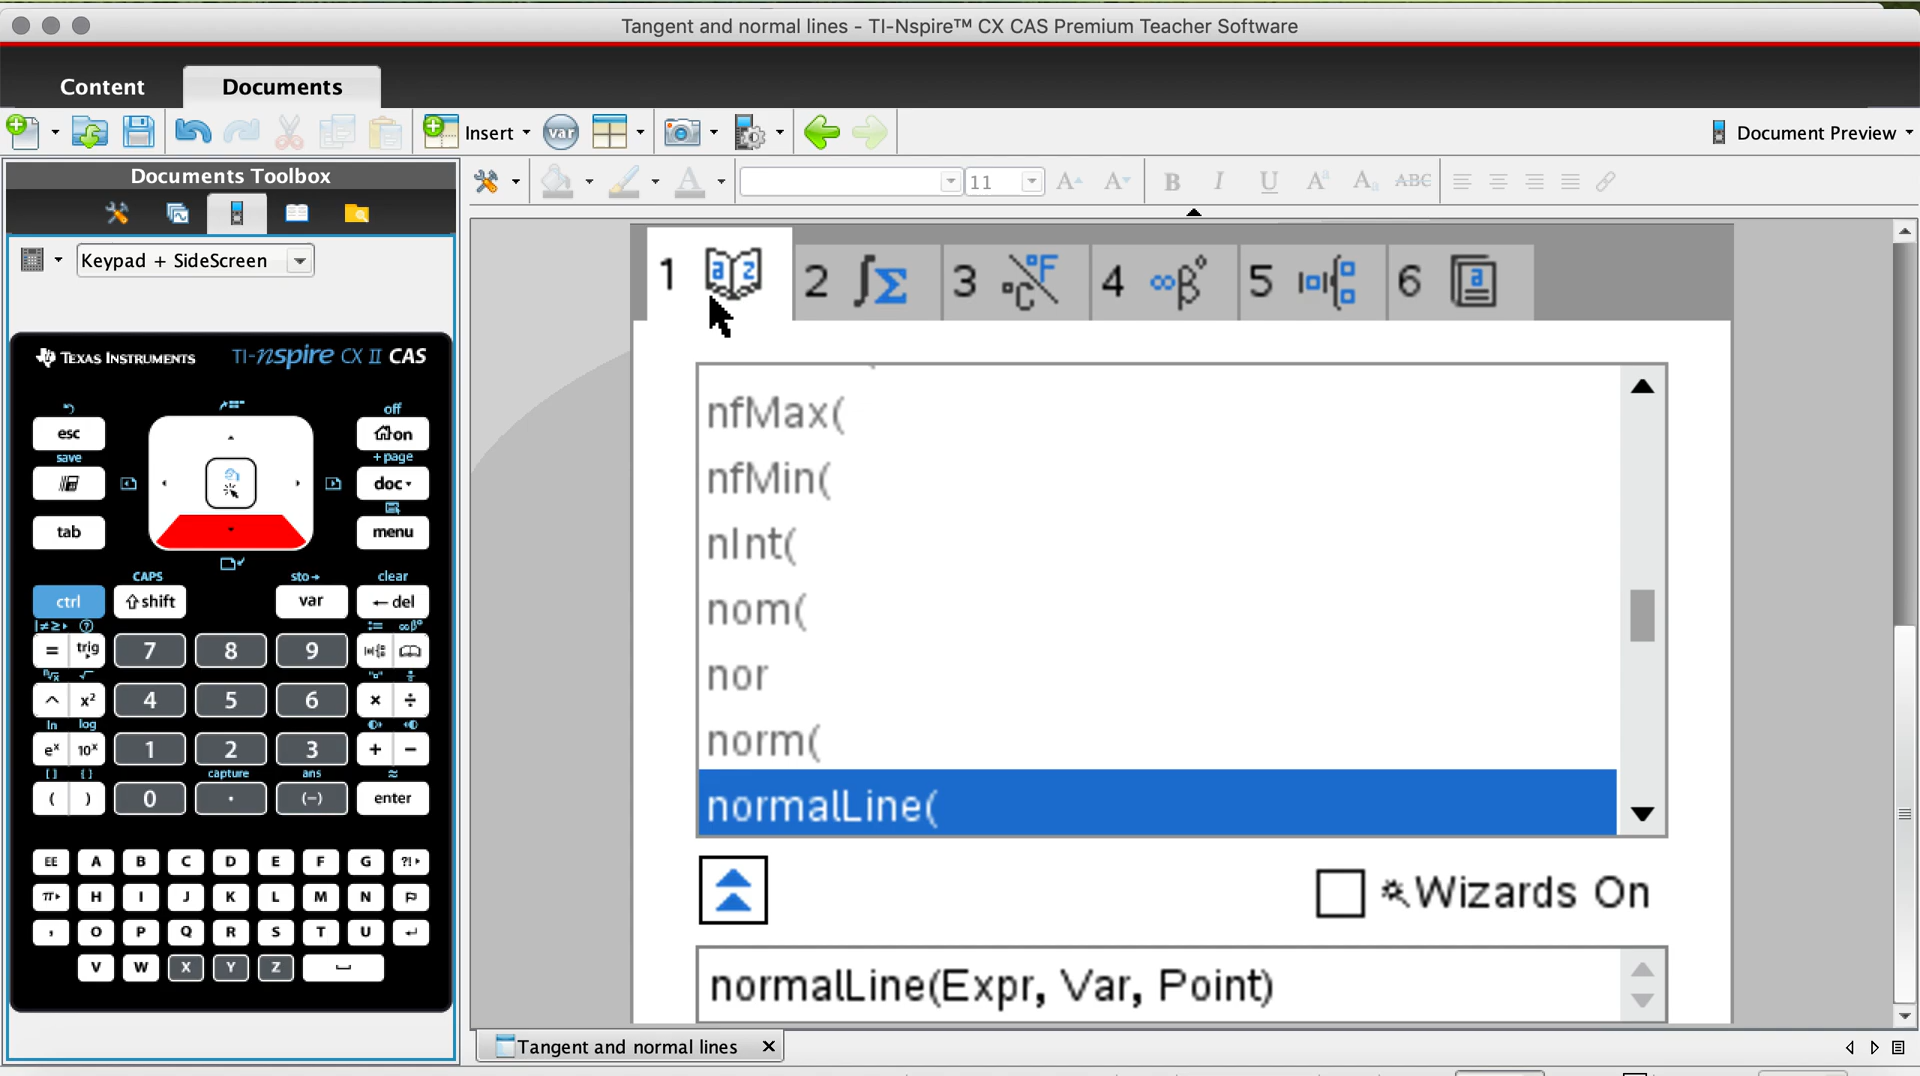 Tangent and normal lines - TI-Nspire™ CX CAS Premium Teacher Software
Content
Documents
Insert
var
Document Preview
Documents Toolbox
11
B I U A^a A_a ABC
Keypad + SideScreen
1 a z 2 ∫Σ 3 °C °F 4 ∞β° 5 6 a
TEXAS INSTRUMENTS TI-nspire CX II CAS
nfMax(
nfMin(
nInt(
nom(
nor
norm(
normalLine(
Wizards On
normalLine(Expr, Var, Point)
off
esc on
save + page
doc
tab menu
CAPS sto→ clear
ctrl shift var ← del
|≠≥▸ ? := ∞β°
= trig 7 8 9
^ x² 4 5 6 × ÷
ln log
eˣ 10ˣ 1 2 3 + −
[ ] { } capture ans ≈
( ) 0 . (−) enter
EE A B C D E F G ?!▸
π▸ H I J K L M N
, O P Q R S T U ↵
V W X Y Z
Tangent and normal lines